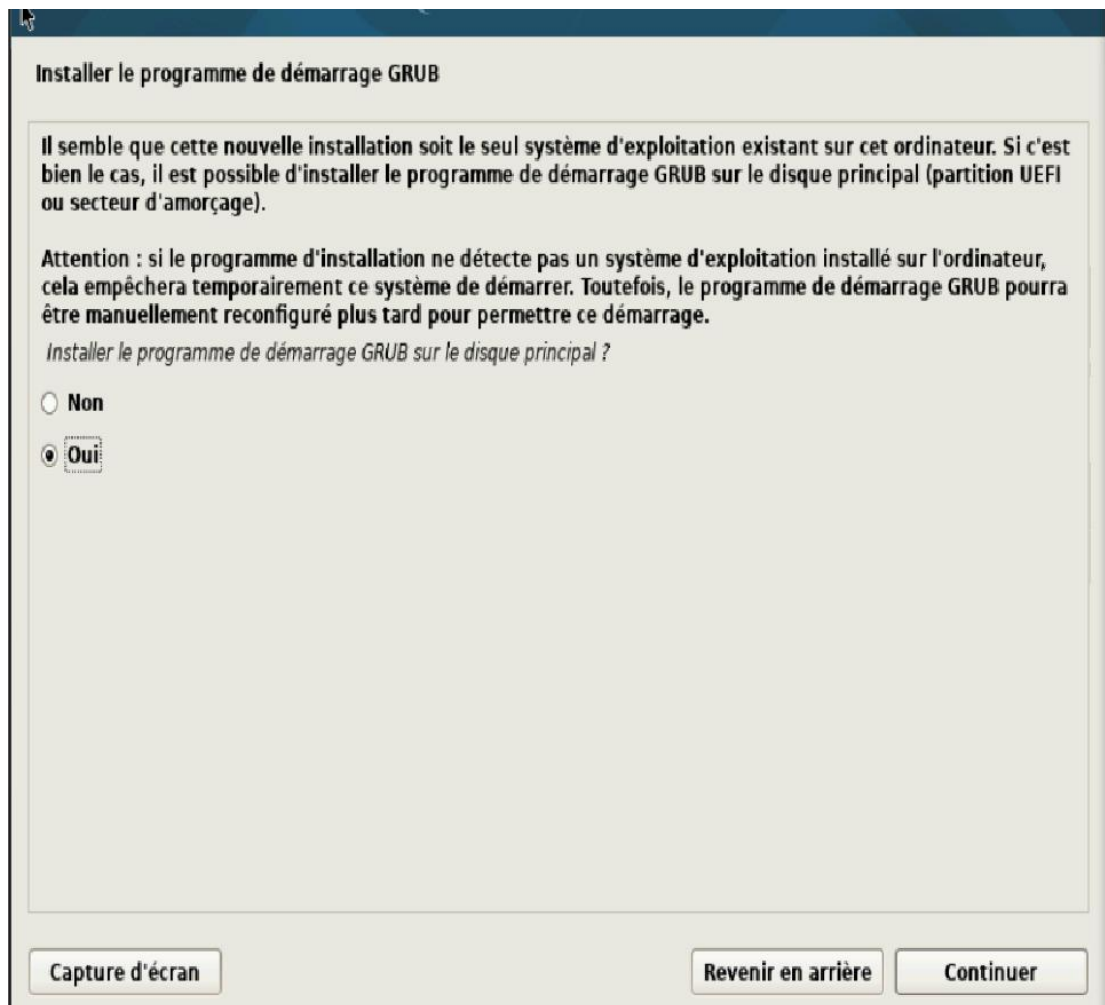 Installer le programme de démarrage GRUB
Il semble que cette nouvelle installation soit le seul système d'exploitation existant sur cet ordinateur. Si c'est
bien le cas, il est possible d'installer le programme de démarrage GRUB sur le disque principal (partition UEFI
ou secteur d'amorçage).
Attention : si le programme d'installation ne détecte pas un système d'exploitation installé sur l'ordinateur,
cela empêchera temporairement ce système de démarrer. Toutefois, le programme de démarrage GRUB pourra
être manuellement reconfiguré plus tard pour permettre ce démarrage.
Installer le programme de démarrage GRUB sur le disque principal ?
Non
Oui
Capture d'écran
Revenir en arrière
Continuer